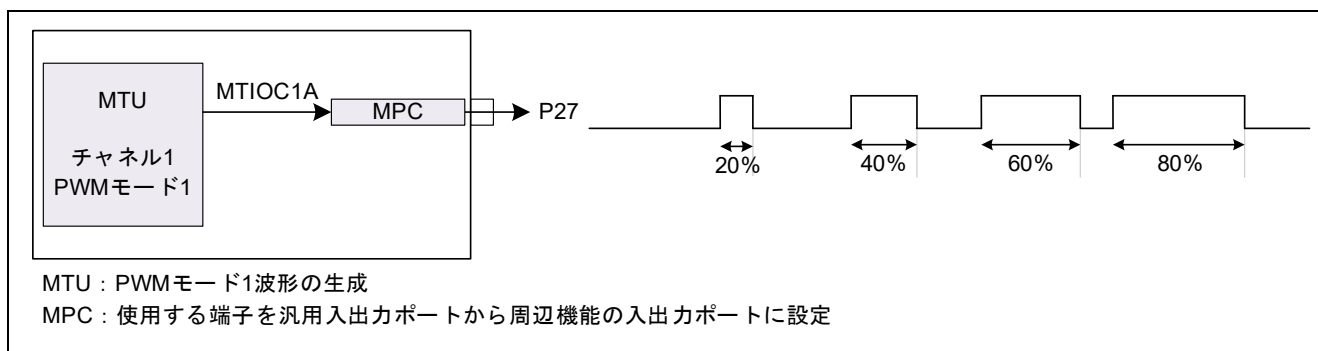 MTU
チャネル1
PWMモード1
MTIOC1A
MPC
P27
20%
40%
60%
80%
MTU：PWMモード1波形の生成
MPC：使用する端子を汎用入出力ポートから周辺機能の入出力ポートに設定